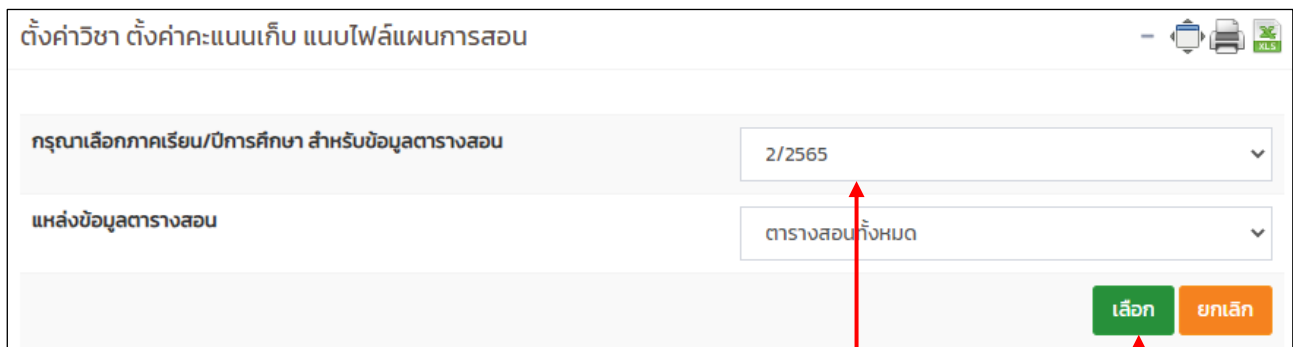 ตั้งค่าวิชา ตั้งค่าคะแนนเก็บ แนบไฟล์แผนการสอน
XLS
กรุณาเลือกภาคเรียน/ปีการศึกษา สำหรับข้อมูลตารางสอน
2/2565
แหล่งข้อมูลตารางสอน
ตารางสอนทั้งหมด
เลือก
ยกเลิก